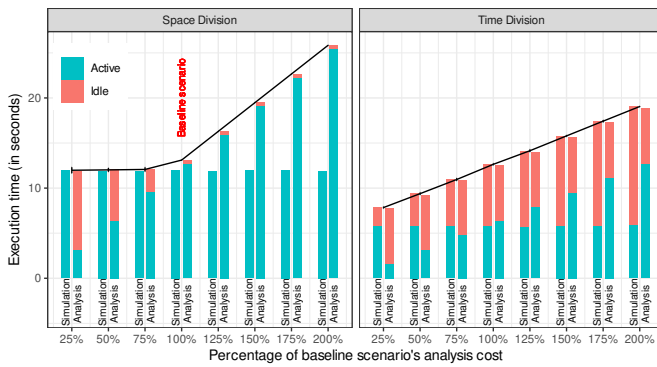 Space Division
Time Division
Execution time (in seconds)
20
10
0
Active
Idle
Baseline scenario
Simulation
Analysis
Simulation
Analysis
Simulation
Analysis
Simulation
Analysis
Simulation
Analysis
Simulation
Analysis
Simulation
Analysis
Simulation
Analysis
Simulation
Analysis
Simulation
Analysis
Simulation
Analysis
Simulation
Analysis
Simulation
Analysis
Simulation
Analysis
Simulation
Analysis
Simulation
Analysis
25% 50% 75% 100% 125% 150% 175% 200%
25% 50% 75% 100% 125% 150% 175% 200%
Percentage of baseline scenario's analysis cost